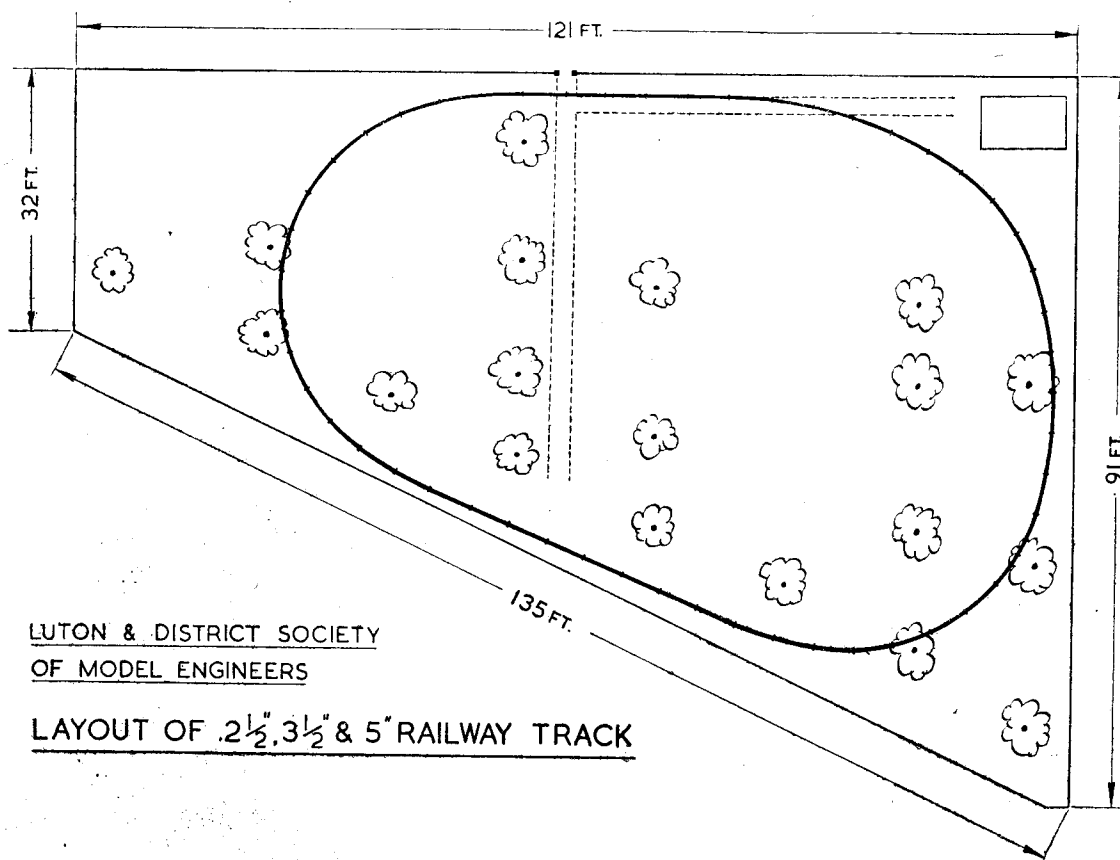 121 FT.
32 FT.
91 FT.
135 FT.
LUTON & DISTRICT SOCIETY
OF MODEL ENGINEERS
LAYOUT OF 2½", 3½" & 5" RAILWAY TRACK